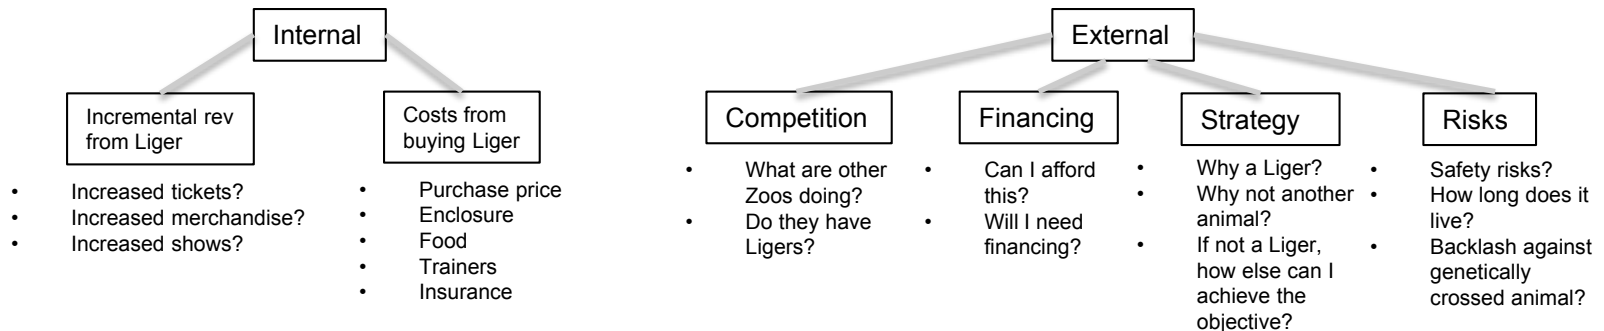 Internal
Incremental rev
from Liger
• Increased tickets?
• Increased merchandise?
• Increased shows?
Costs from
buying Liger
• Purchase price
• Enclosure
• Food
• Trainers
• Insurance
External
Competition
• What are other
Zoos doing?
• Do they have
Ligers?
Financing
• Can I afford
this?
• Will I need
financing?
Strategy
• Why a Liger?
• Why not another
animal?
• If not a Liger,
how else can I
achieve the
objective?
Risks
• Safety risks?
• How long does it
live?
• Backlash against
genetically
crossed animal?